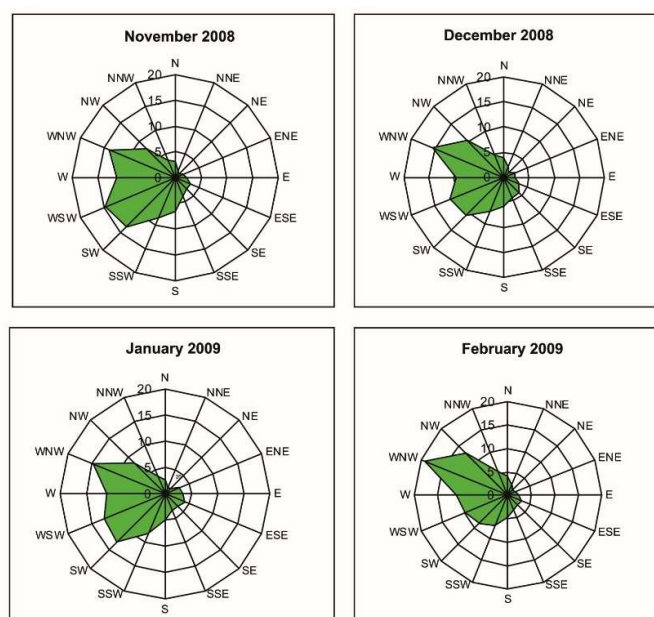 November 2008
N
NNE
NE
ENE
E
ESE
SE
SSE
S
SSW
SW
WSW
W
WNW
NW
NNW
20
15
10
5
0
December 2008
N
NNE
NE
ENE
E
ESE
SE
SSE
S
SSW
SW
WSW
W
WNW
NW
NNW
20
15
10
5
0
January 2009
N
NNE
NE
ENE
E
ESE
SE
SSE
S
SSW
SW
WSW
W
WNW
NW
NNW
20
15
10
5
0
February 2009
N
NNE
NE
ENE
E
ESE
SE
SSE
S
SSW
SW
WSW
W
WNW
NW
NNW
20
15
10
5
0